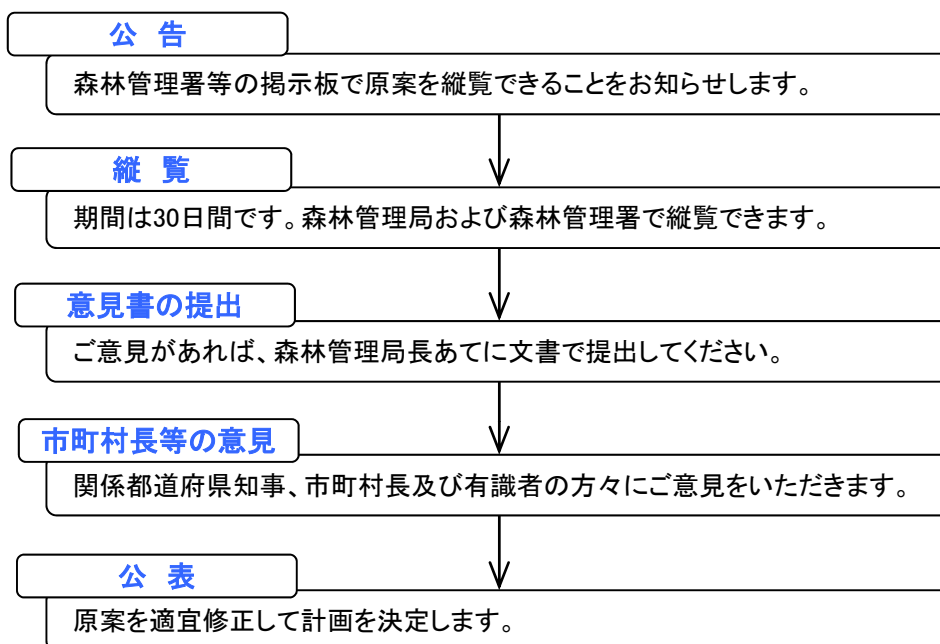 公 告
森林管理署等の掲示板で原案を縦覧できることをお知らせします。
縦 覧
期間は30日間です。森林管理局および森林管理署で縦覧できます。
意見書の提出
ご意見があれば、森林管理局長あてに文書で提出してください。
市町村長等の意見
関係都道府県知事、市町村長及び有識者の方々にご意見をいただきます。
公 表
原案を適宜修正して計画を決定します。